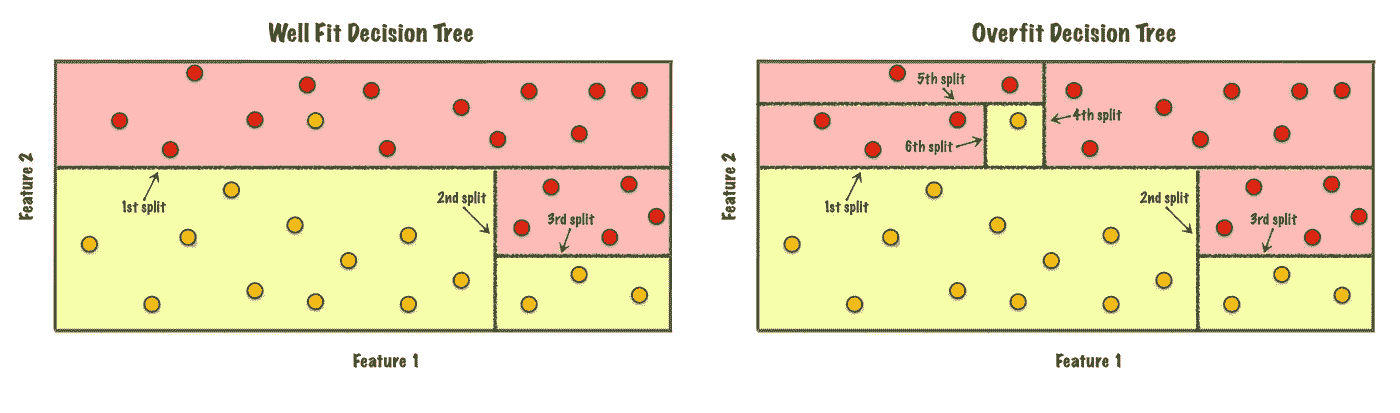 Well Fit Decision Tree
Feature 2
1st split
2nd split
3rd split
Feature 1
Overfit Decision Tree
Feature 2
5th split
4th split
6th split
1st split
2nd split
3rd split
Feature 1